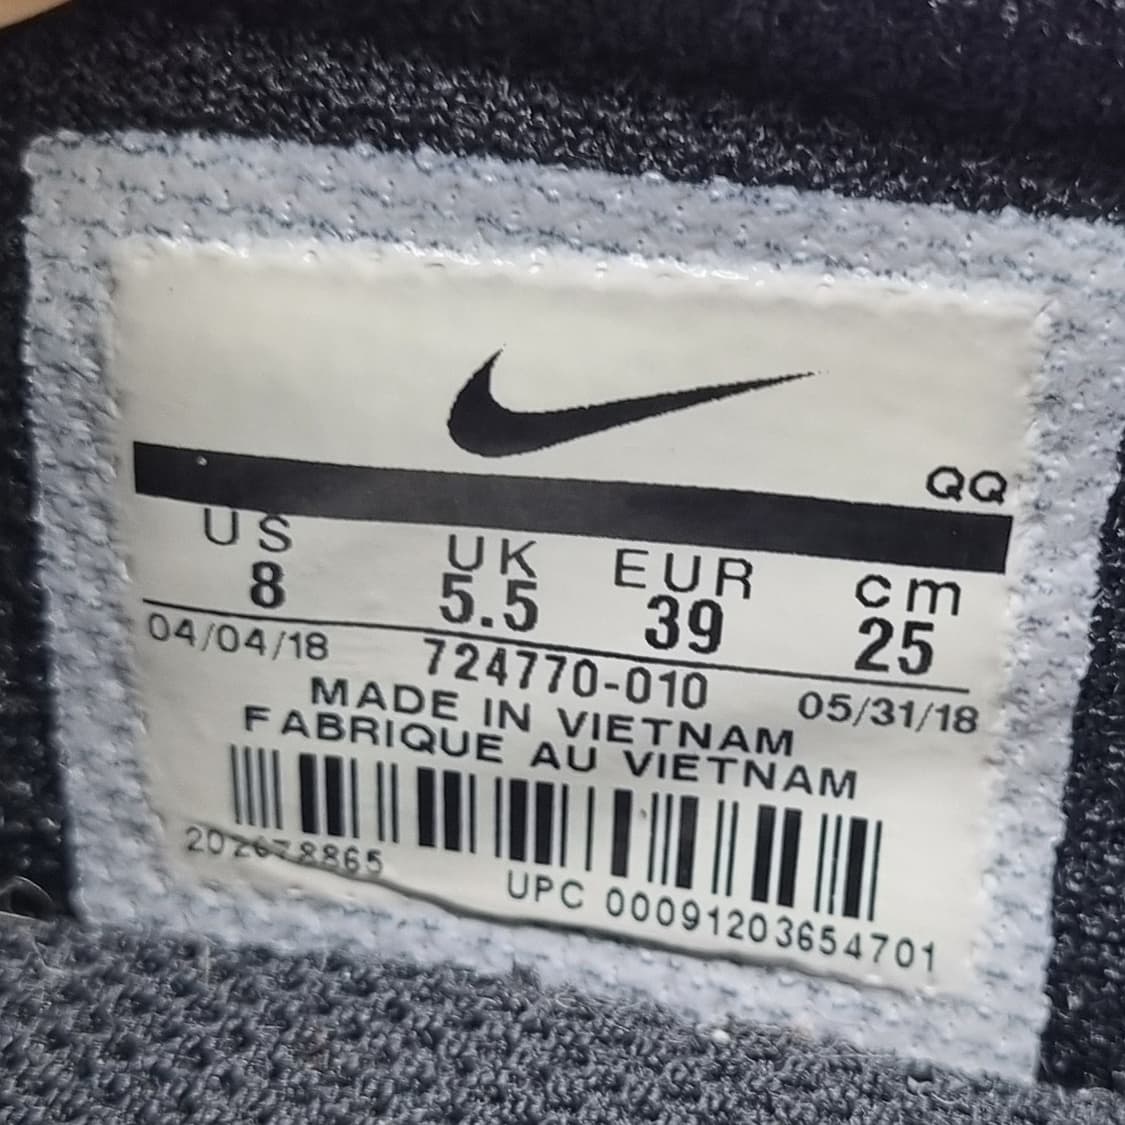 QQ
US UK EUR cm
8 5.5 39 25
04/04/18 724770-010 05/31/18
MADE IN VIETNAM
FABRIQUE AU VIETNAM
202678865
UPC 00091203654701